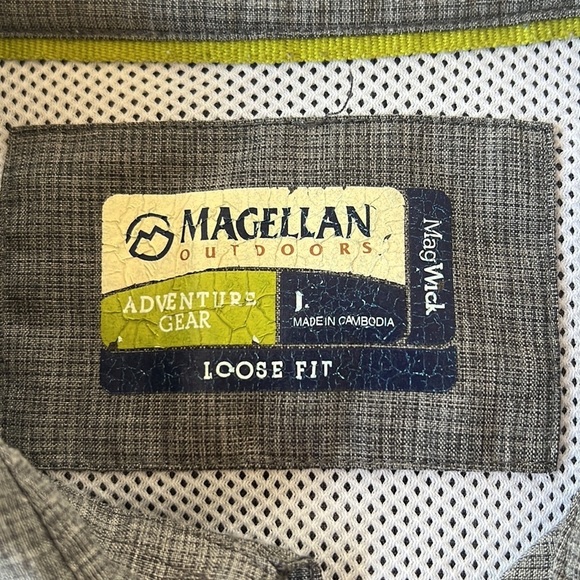 MAGELLAN
OUTDOORS
ADVENTURE
GEAR
MADE IN CAMBODIA
MagWick
LOOSE FIT